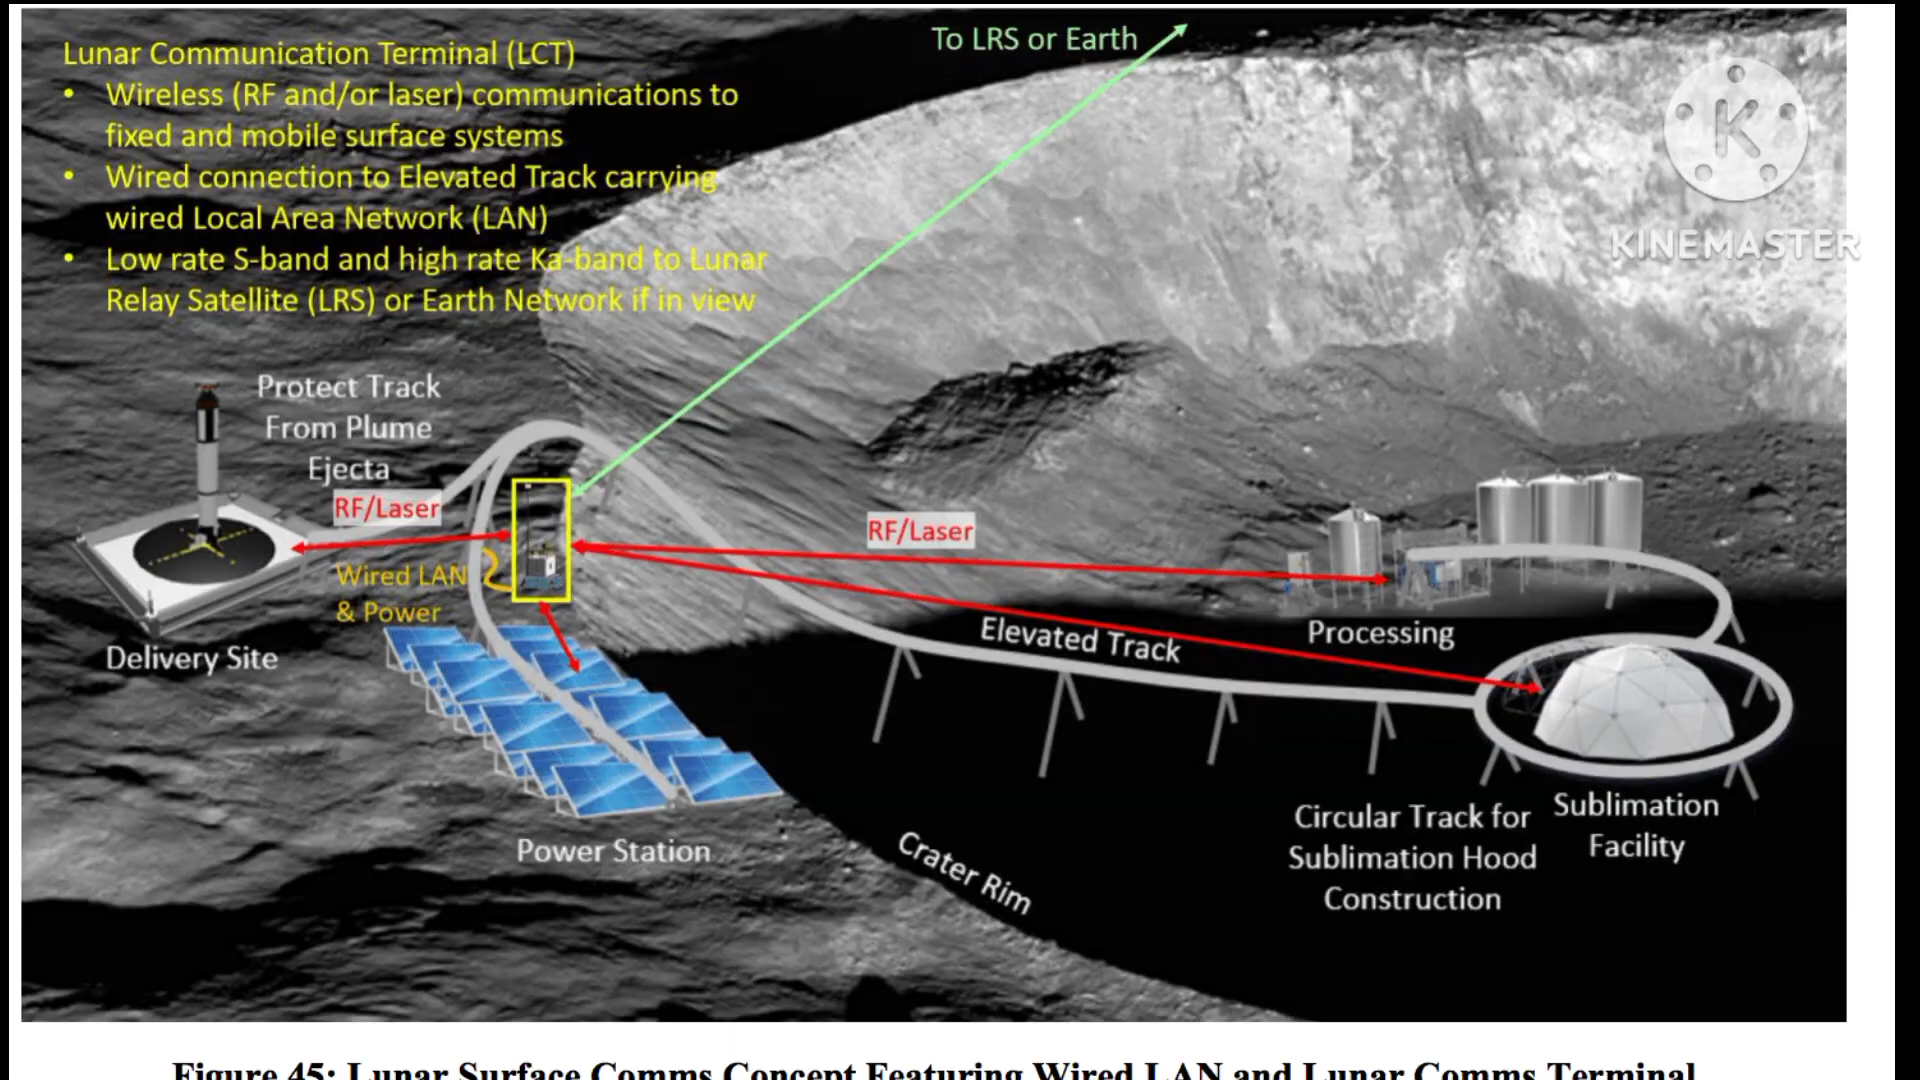 Lunar Communication Terminal (LCT)
• Wireless (RF and/or laser) communications to
fixed and mobile surface systems
• Wired connection to Elevated Track carrying
wired Local Area Network (LAN)
• Low rate S-band and high rate Ka-band to Lunar
Relay Satellite (LRS) or Earth Network if in view
To LRS or Earth
K
KINEMASTER
Protect Track
From Plume
Ejecta
RF/Laser
RF/Laser
Wired LAN
& Power
Delivery Site
Elevated Track
Processing
Power Station
Crater Rim
Circular Track for
Sublimation Hood
Construction
Sublimation
Facility
Figure 45: Lunar Surface Comms Concept Featuring Wired LAN and Lunar Comms Terminal